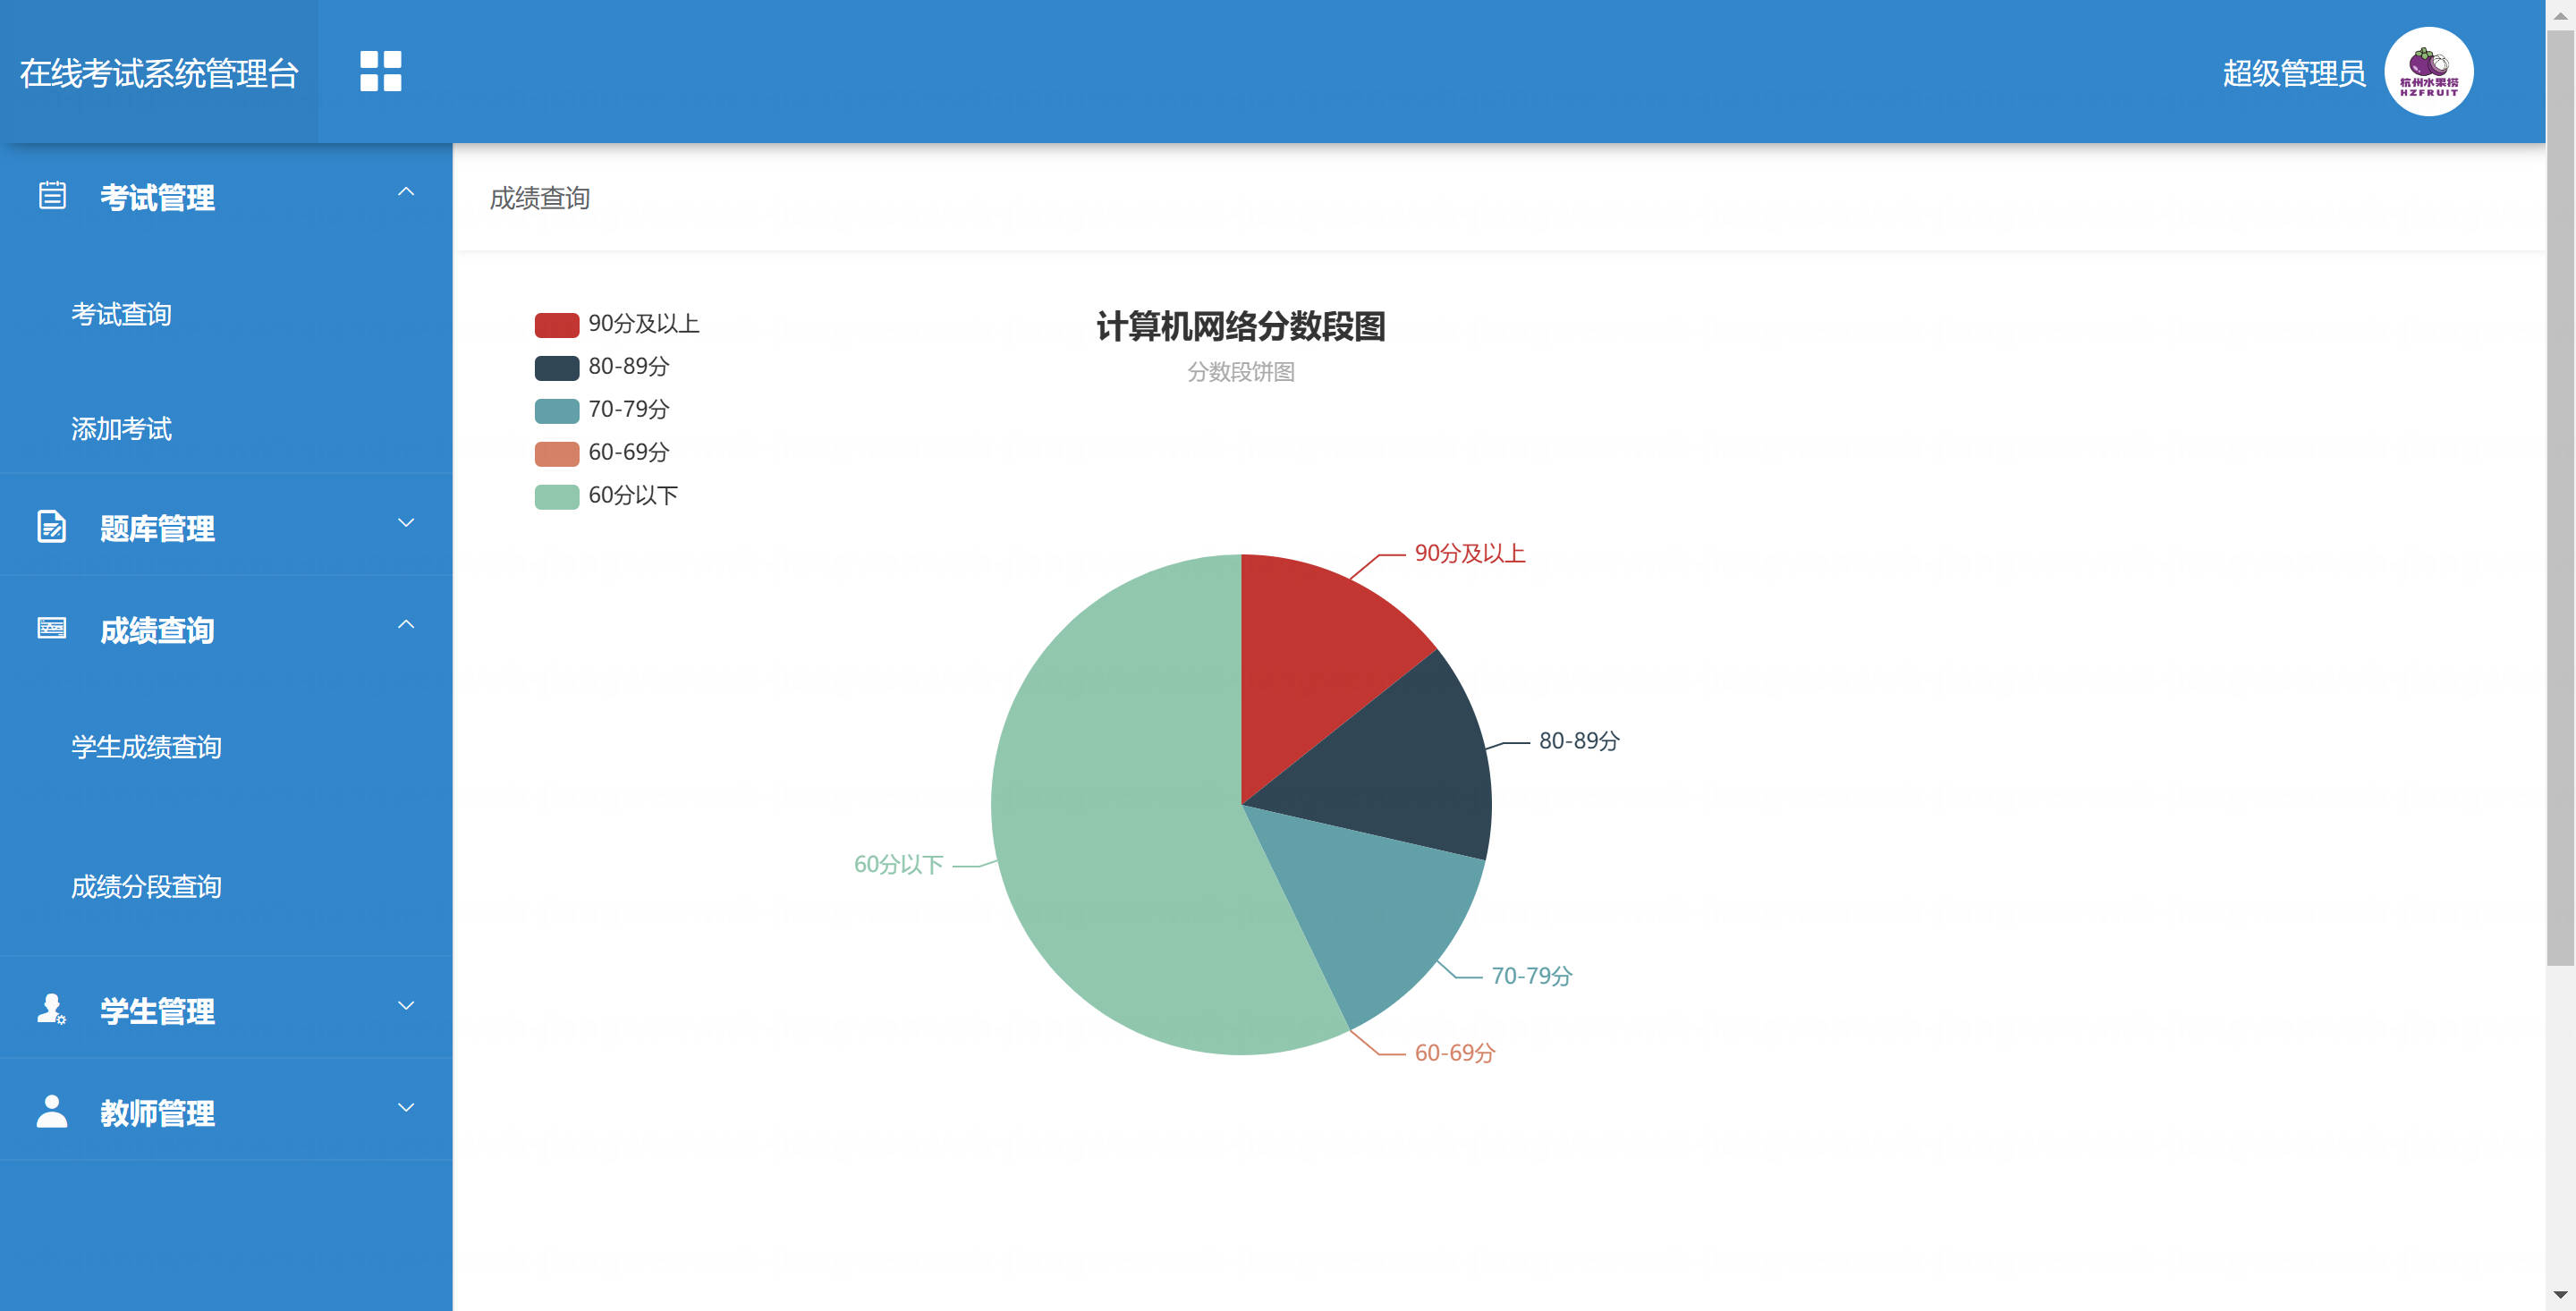 在线考试系统管理台
超级管理员
杭州水果捞
HZFRUIT
考试管理
考试查询
添加考试
题库管理
成绩查询
学生成绩查询
成绩分段查询
学生管理
教师管理
成绩查询
90分及以上
80-89分
70-79分
60-69分
60分以下
计算机网络分数段图
分数段饼图
90分及以上
80-89分
60分以下
70-79分
60-69分